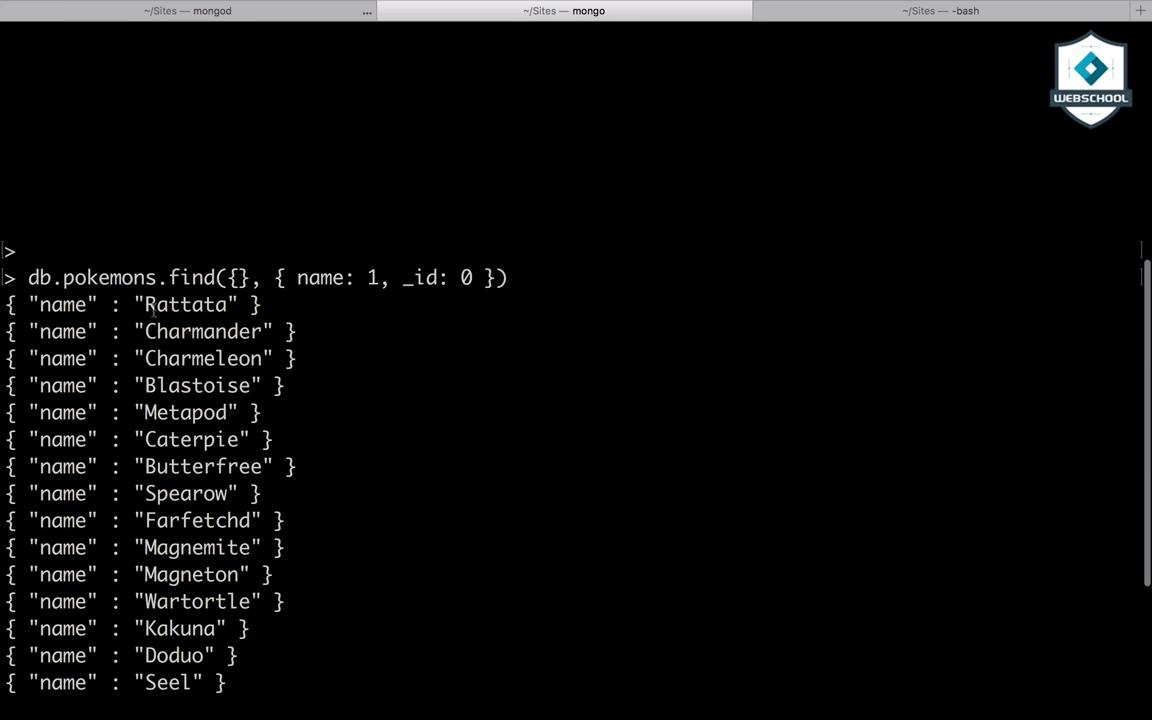 ~/Sites — mongod
...
~/Sites — mongo
~/Sites — -bash
+
WEBSCHOOL
>
> db.pokemons.find({}, { name: 1, _id: 0 })
{ "name" : "Rattata" }
{ "name" : "Charmander" }
{ "name" : "Charmeleon" }
{ "name" : "Blastoise" }
{ "name" : "Metapod" }
{ "name" : "Caterpie" }
{ "name" : "Butterfree" }
{ "name" : "Spearow" }
{ "name" : "Farfetchd" }
{ "name" : "Magnemite" }
{ "name" : "Magneton" }
{ "name" : "Wartortle" }
{ "name" : "Kakuna" }
{ "name" : "Doduo" }
{ "name" : "Seel" }